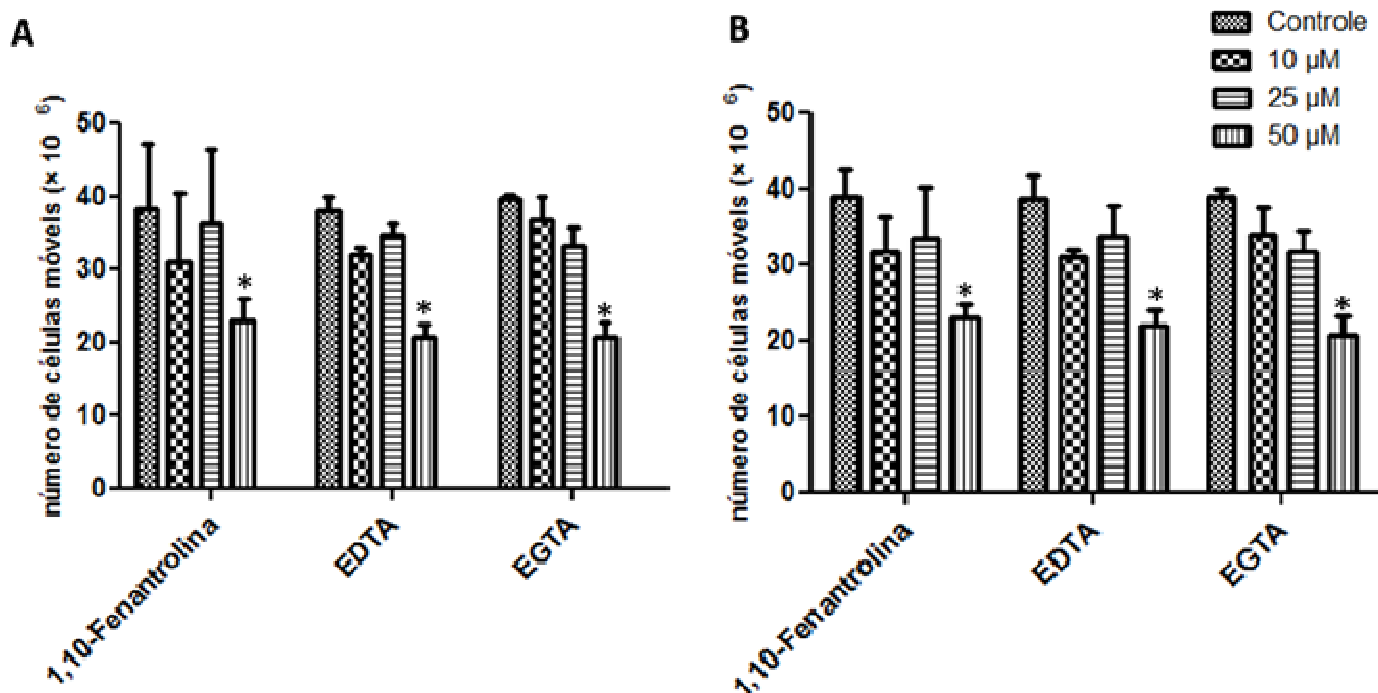 A
número de células móveis (× 10 6)
50
40
30
20
10
0
*
*
*
1,10-Fenantrolina
EDTA
EGTA
B
Controle
10 µM
25 µM
50 µM
número de células móveis (× 10 6)
50
40
30
20
10
0
*
*
*
1,10-Fentantrolina
EDTA
EGTA